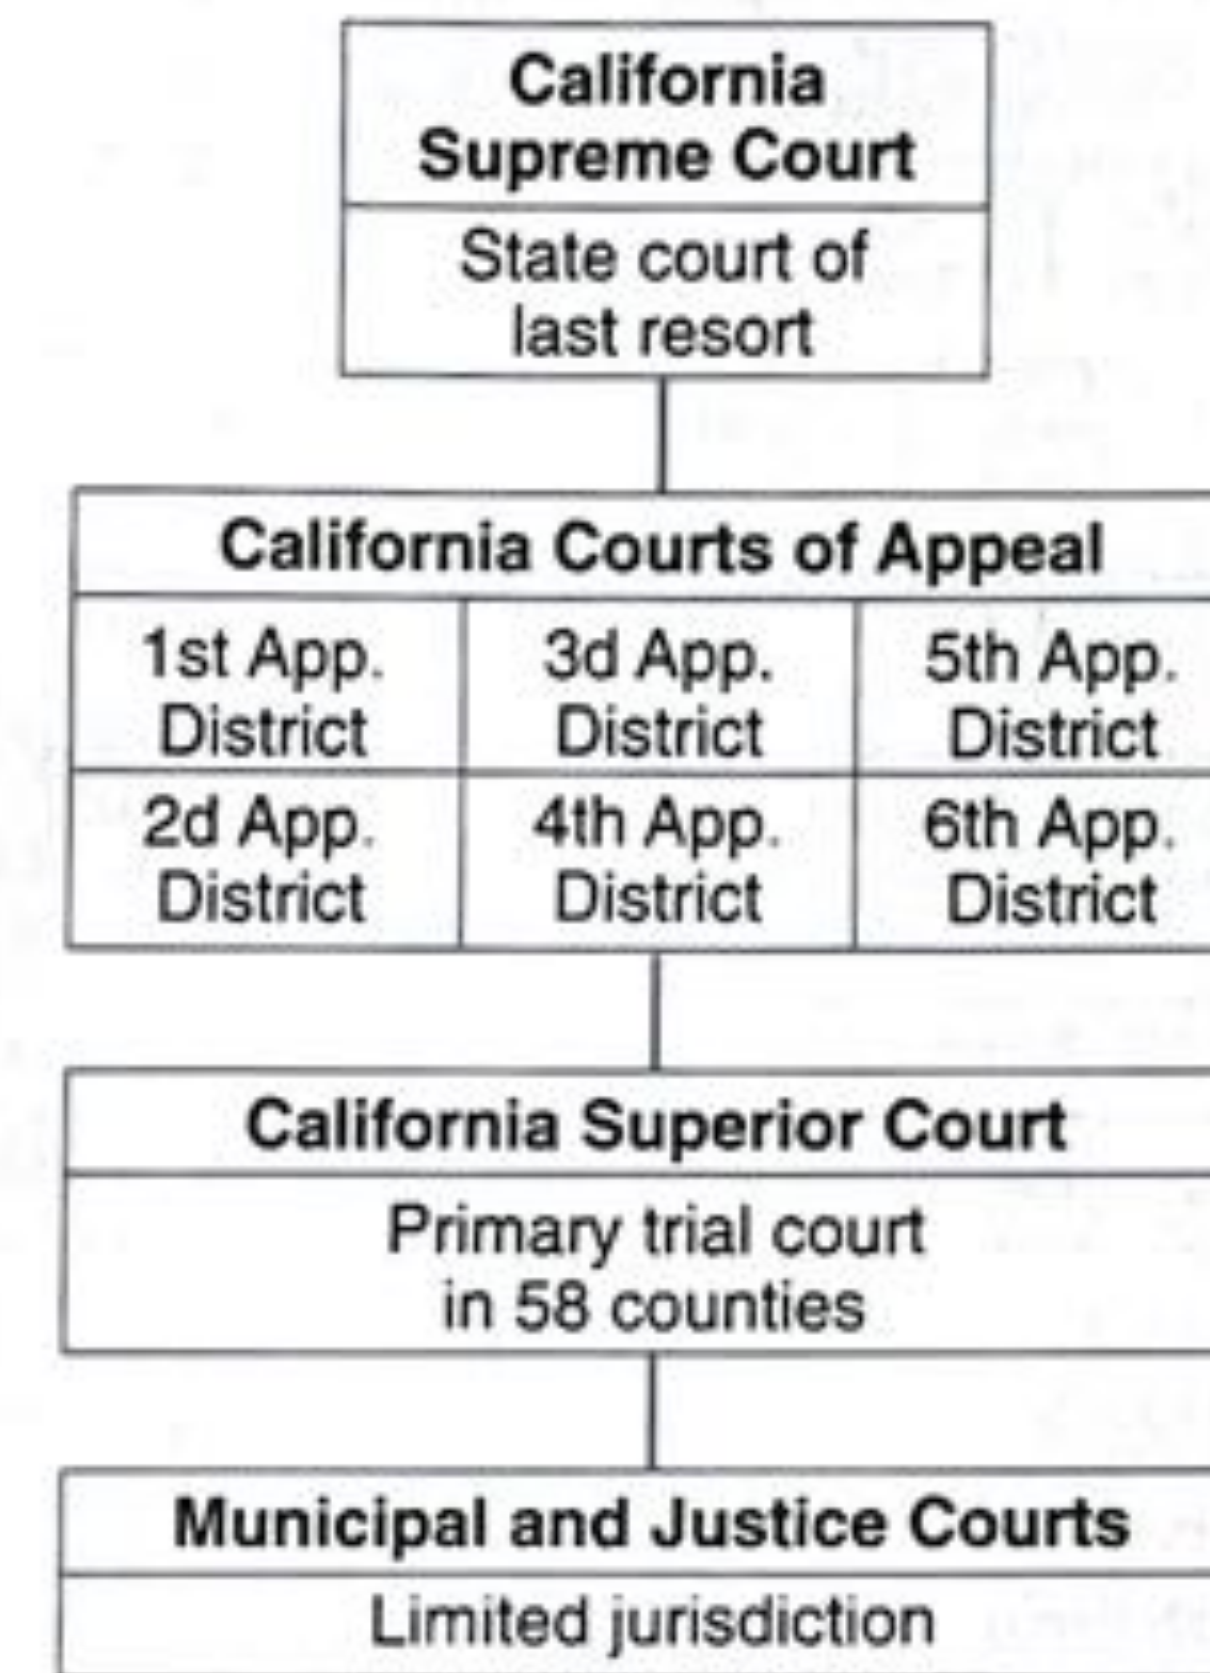 California
Supreme Court
State court of
last resort
California Courts of Appeal
1st App.
District
3d App.
District
5th App.
District
2d App.
District
4th App.
District
6th App.
District
California Superior Court
Primary trial court
in 58 counties
Municipal and Justice Courts
Limited jurisdiction